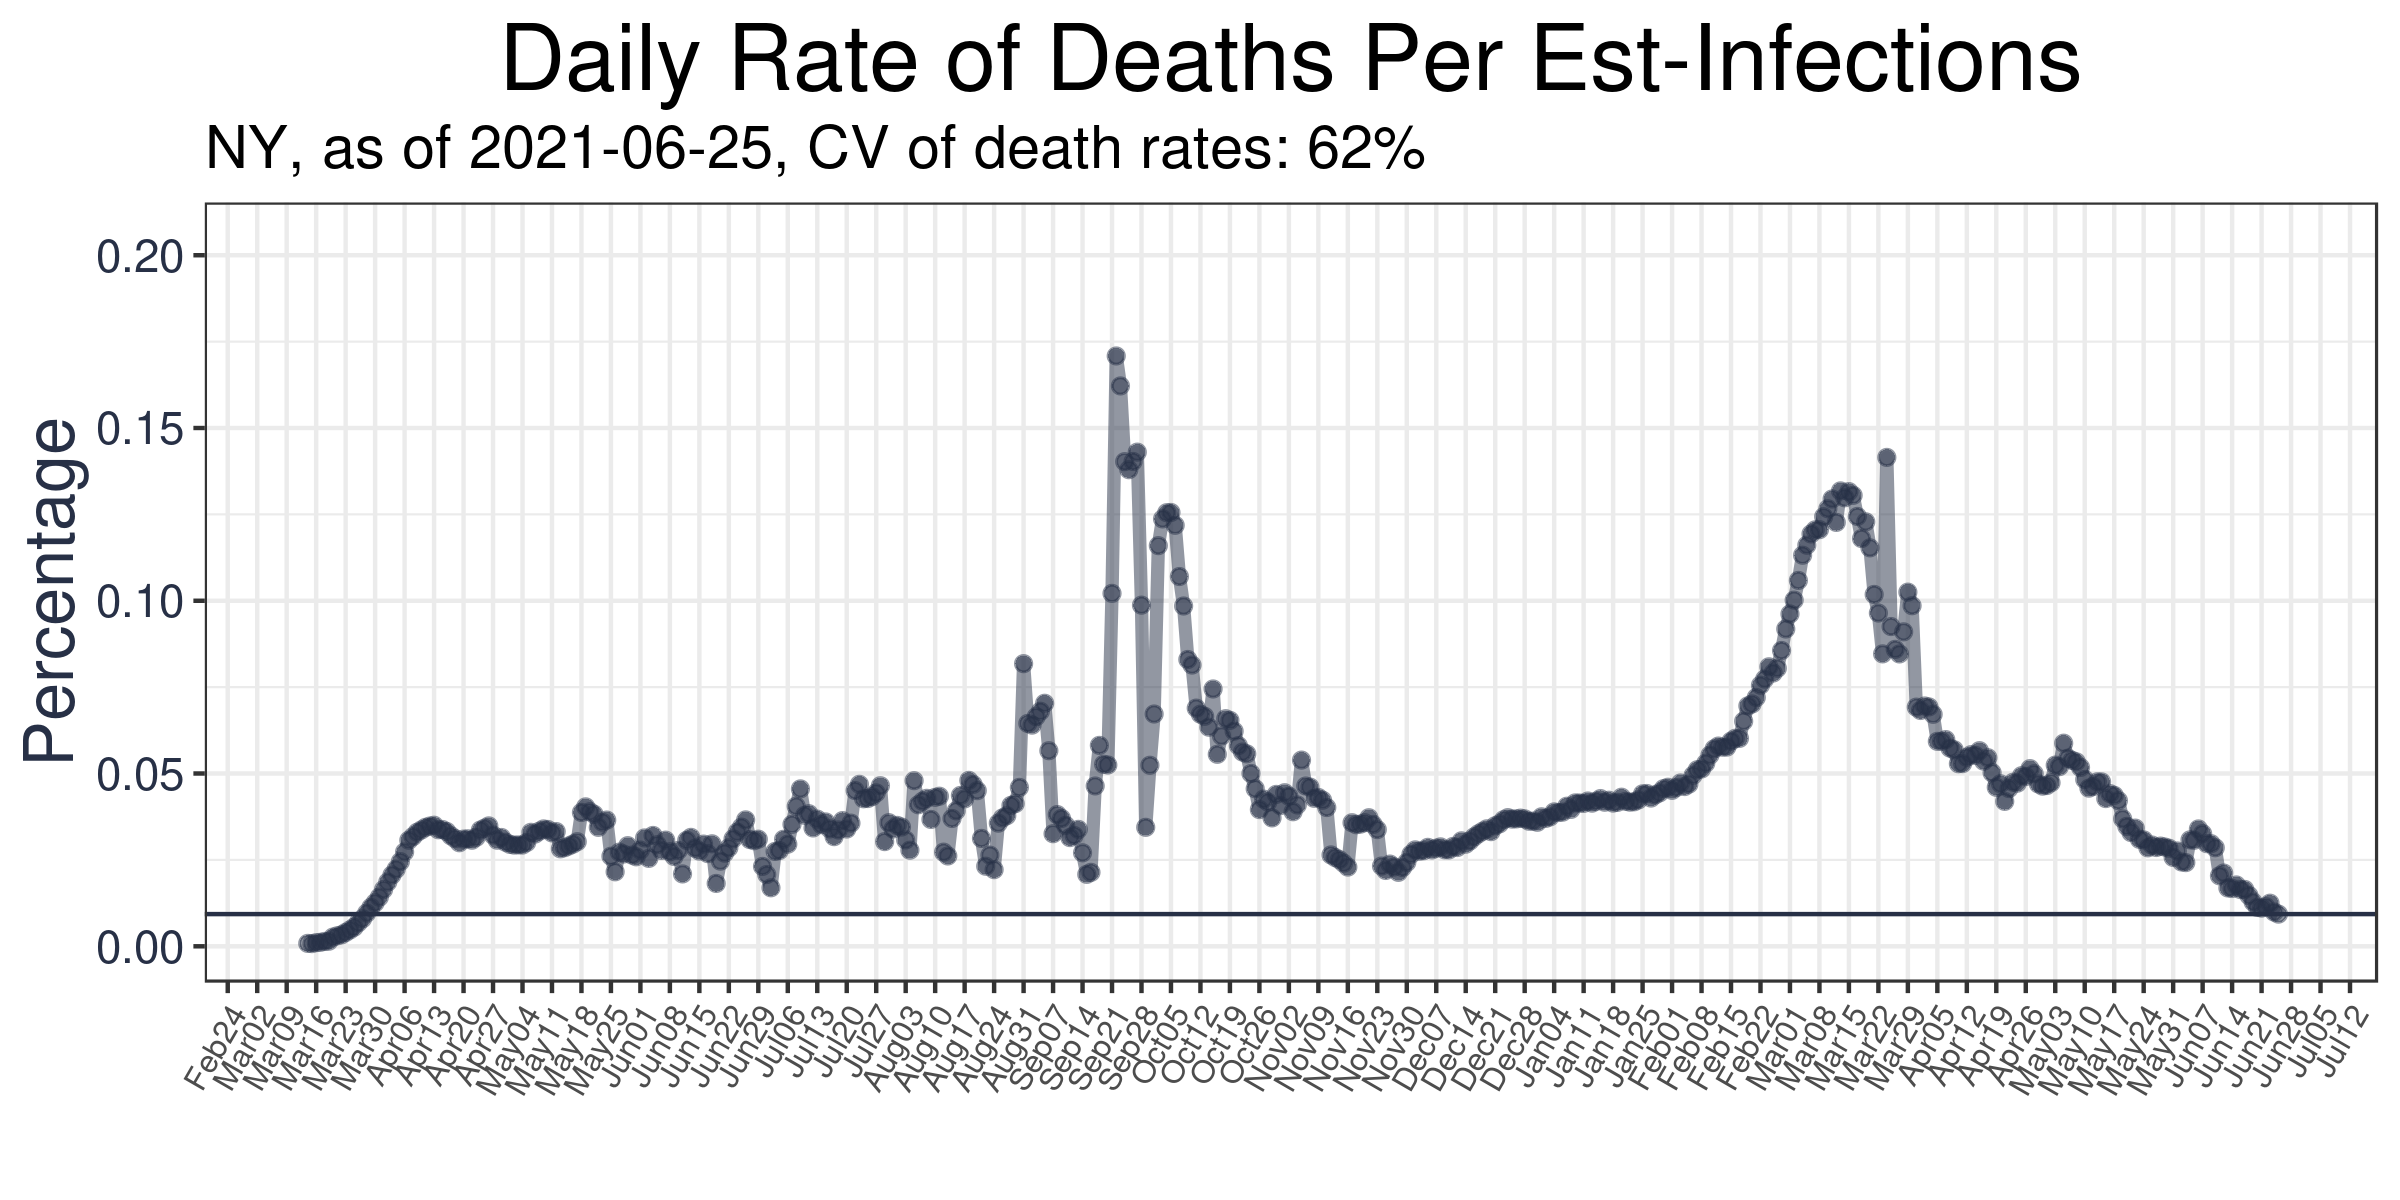 Daily Rate of Deaths Per Est-Infections
NY, as of 2021-06-25, CV of death rates: 62%
Percentage
0.20
0.15
0.10
0.05
0.00
Feb24
Mar02
Mar09
Mar16
Mar23
Mar30
Apr06
Apr13
Apr20
Apr27
May04
May11
May18
May25
Jun01
Jun08
Jun15
Jun22
Jun29
Jul06
Jul13
Jul20
Jul27
Aug03
Aug10
Aug17
Aug24
Aug31
Sep07
Sep14
Sep21
Sep28
Oct05
Oct12
Oct19
Oct26
Nov02
Nov09
Nov16
Nov23
Nov30
Dec07
Dec14
Dec21
Dec28
Jan04
Jan11
Jan18
Jan25
Feb01
Feb08
Feb15
Feb22
Mar01
Mar08
Mar15
Mar22
Mar29
Apr05
Apr12
Apr19
Apr26
May03
May10
May17
May24
May31
Jun07
Jun14
Jun21
Jun28
Jul05
Jul12